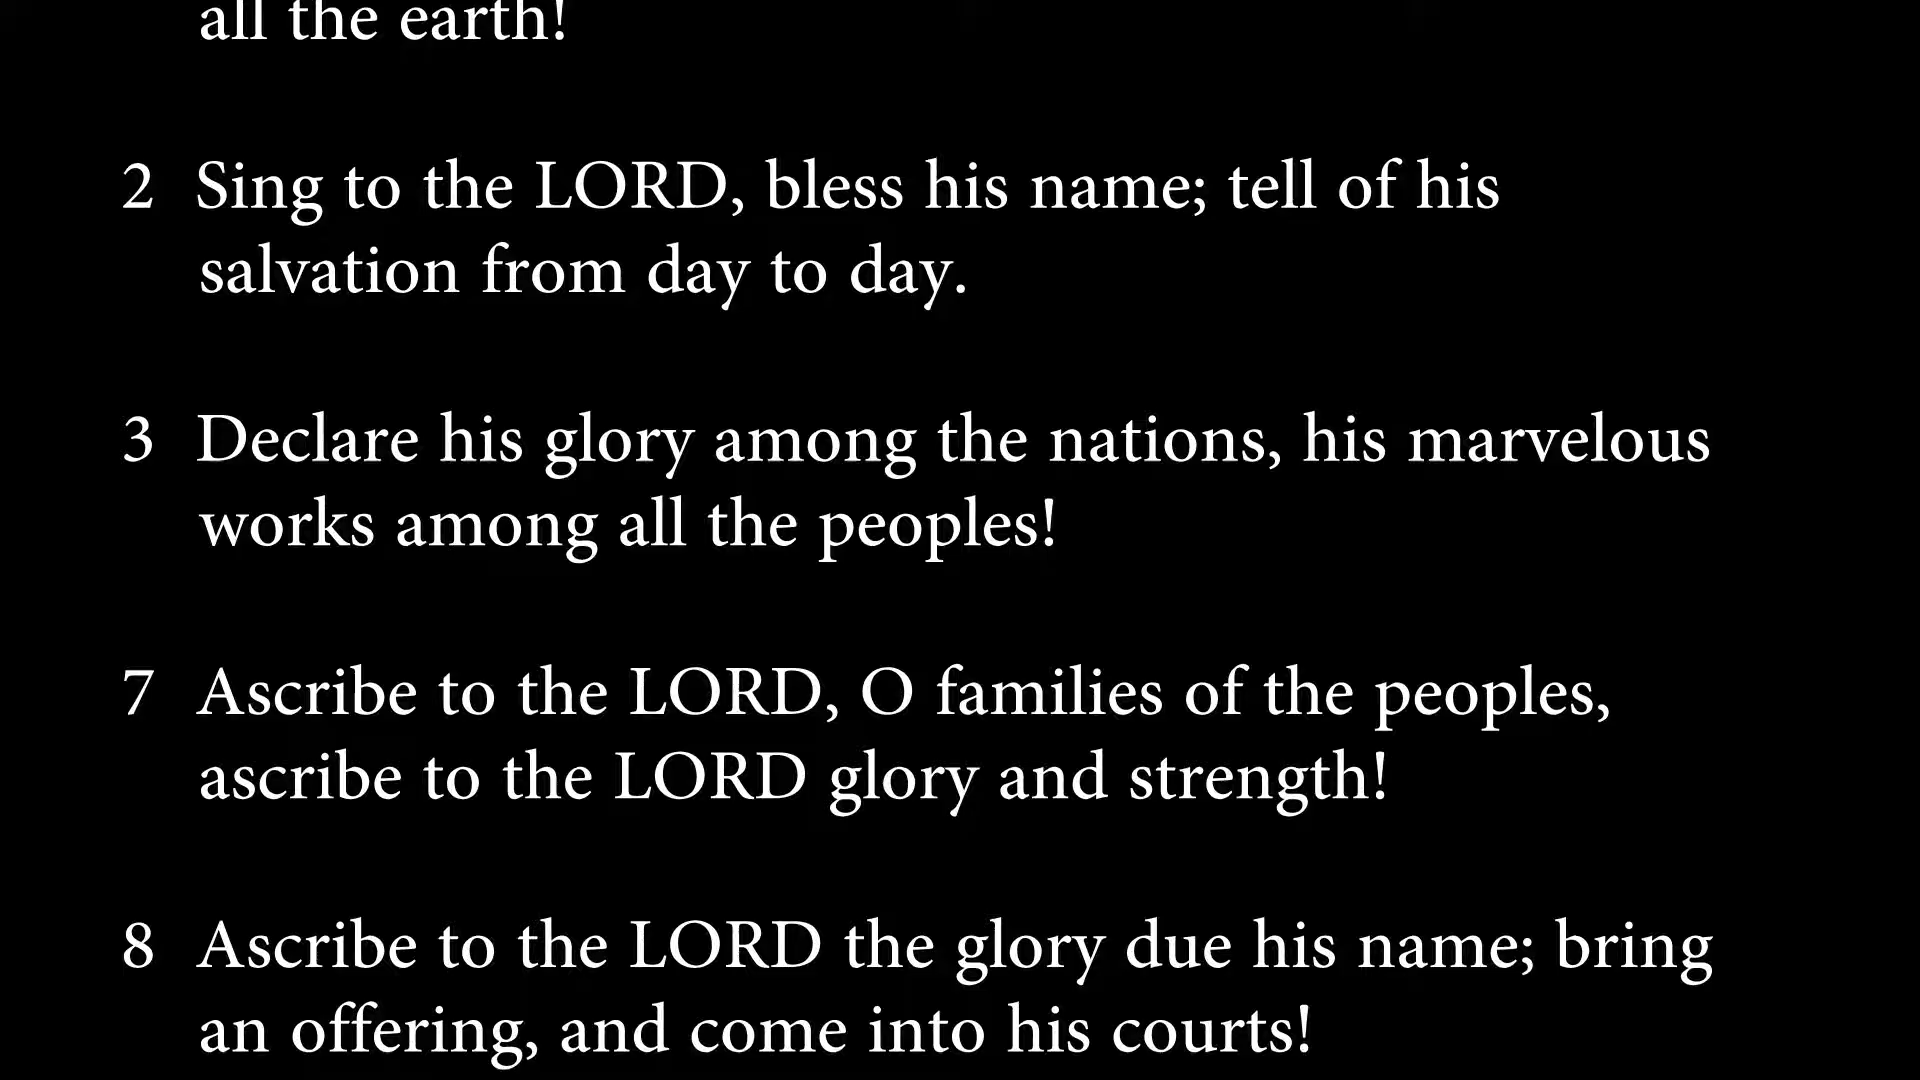 all the earth!
2 Sing to the LORD, bless his name; tell of his
salvation from day to day.
3 Declare his glory among the nations, his marvelous
works among all the peoples!
7 Ascribe to the LORD, O families of the peoples,
ascribe to the LORD glory and strength!
8 Ascribe to the LORD the glory due his name; bring
an offering, and come into his courts!